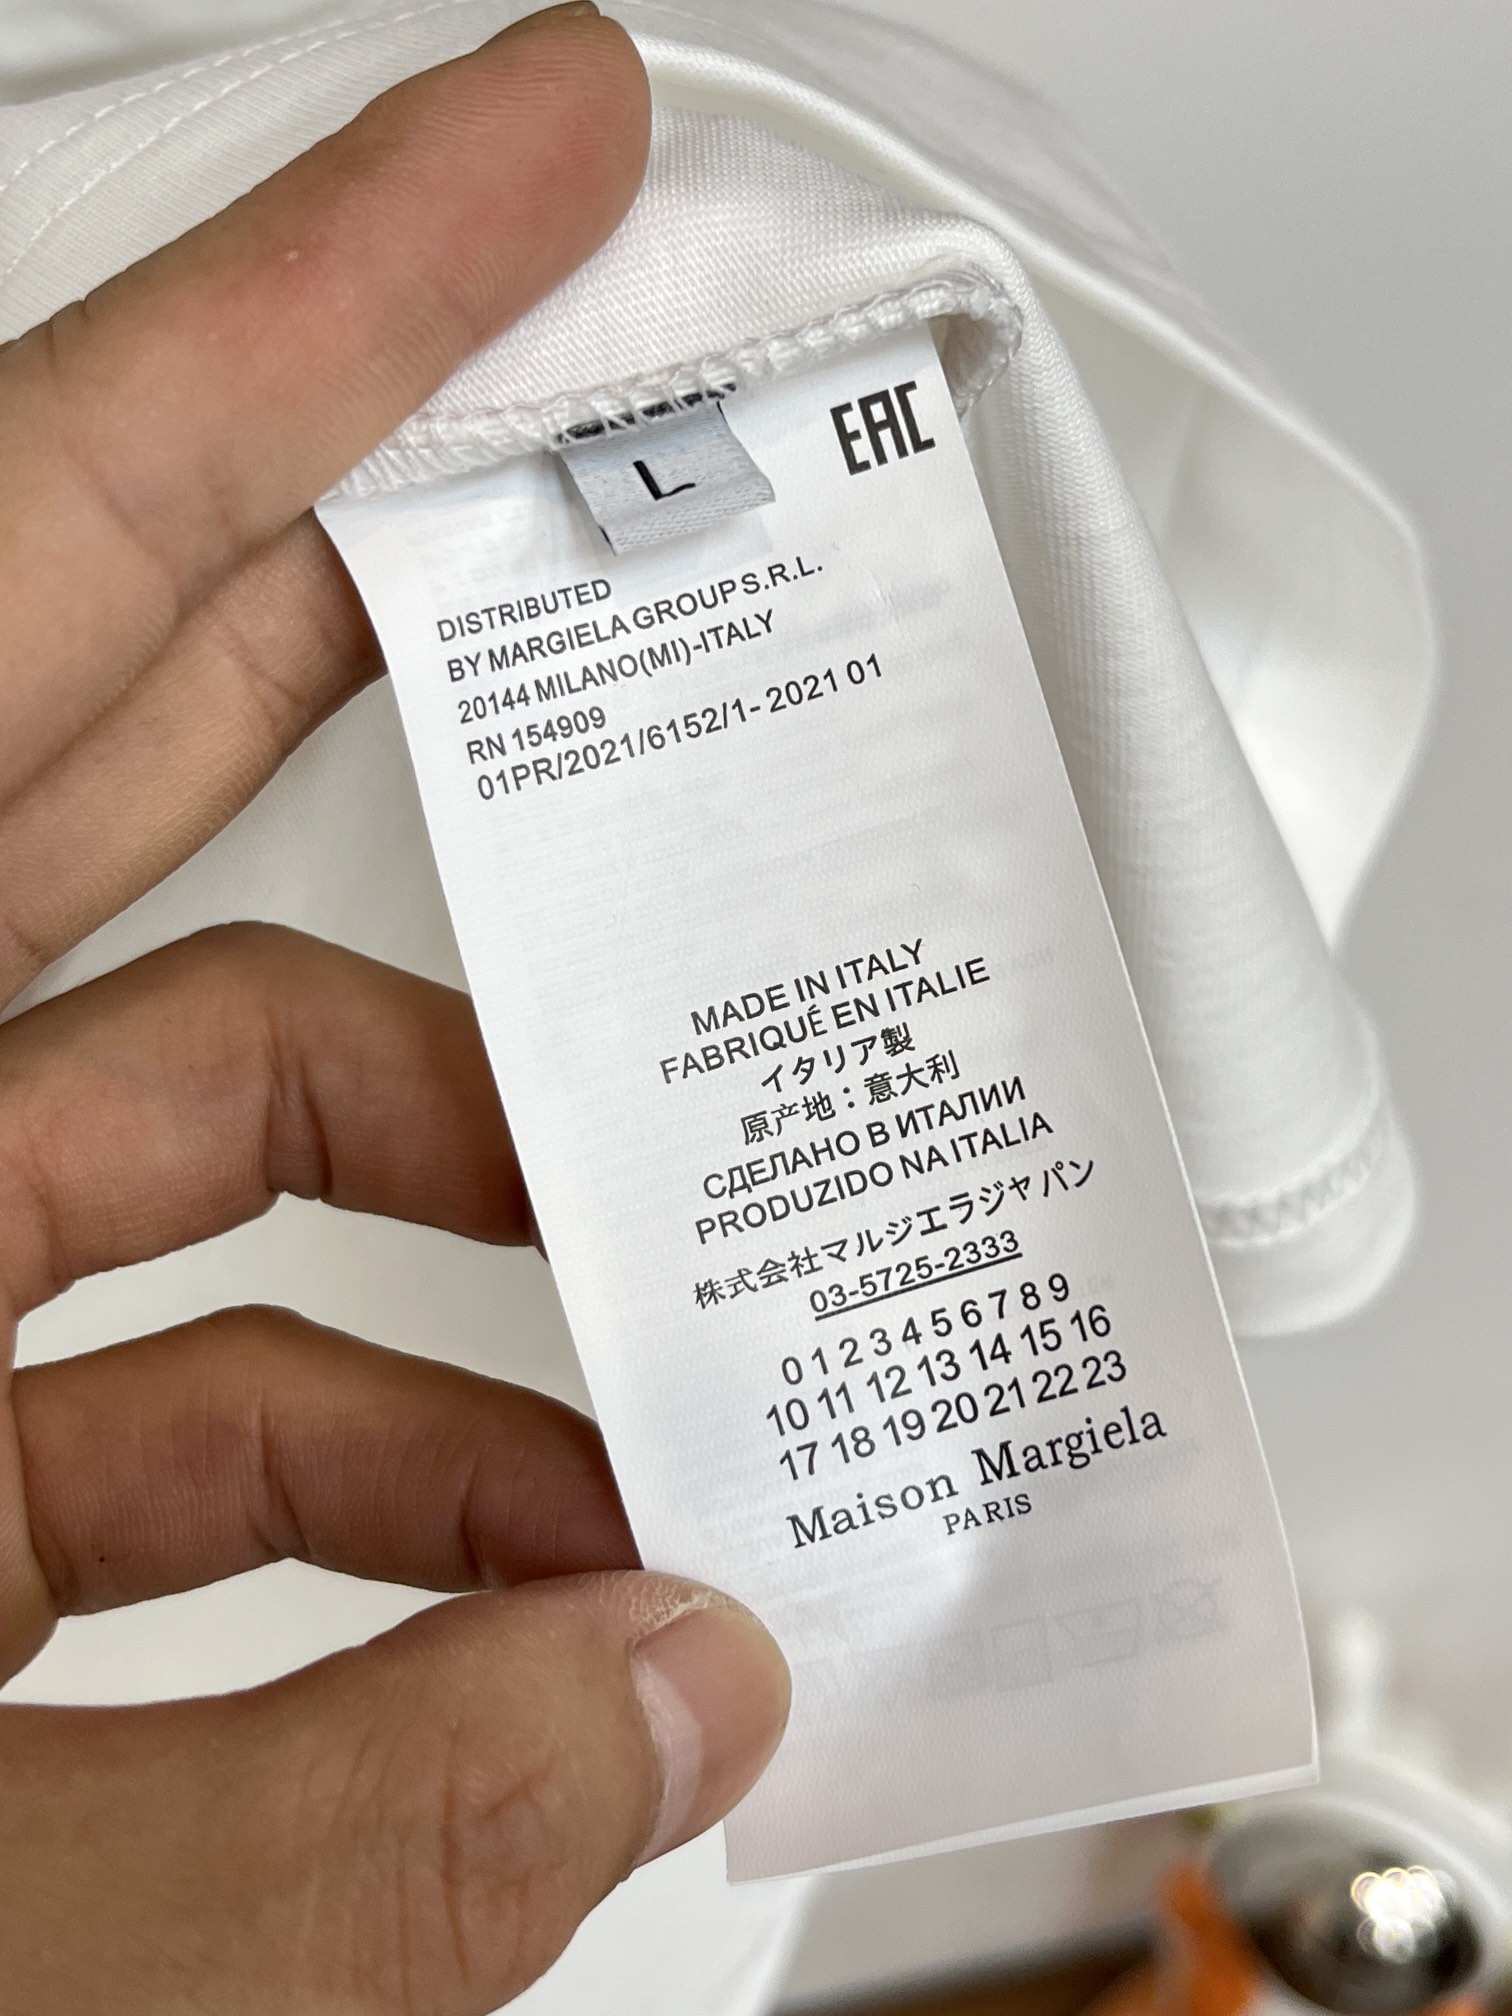 EAC
L
DISTRIBUTED
BY MARGIELA GROUP S.R.L.
20144 MILANO(MI)-ITALY
RN 154909
01PR/2021/6152/1- 2021 01
MADE IN ITALY
FABRIQUÉ EN ITALIE
イタリア製
原产地：意大利
СДЕЛАНО В ИТАЛИИ
PRODUZIDO NA ITALIA
株式会社マルジエラジャパン
03-5725-2333
0 1 2 3 4 5 6 7 8 9
10 11 12 13 14 15 16
17 18 19 20 21 22 23
Maison Margiela
PARIS